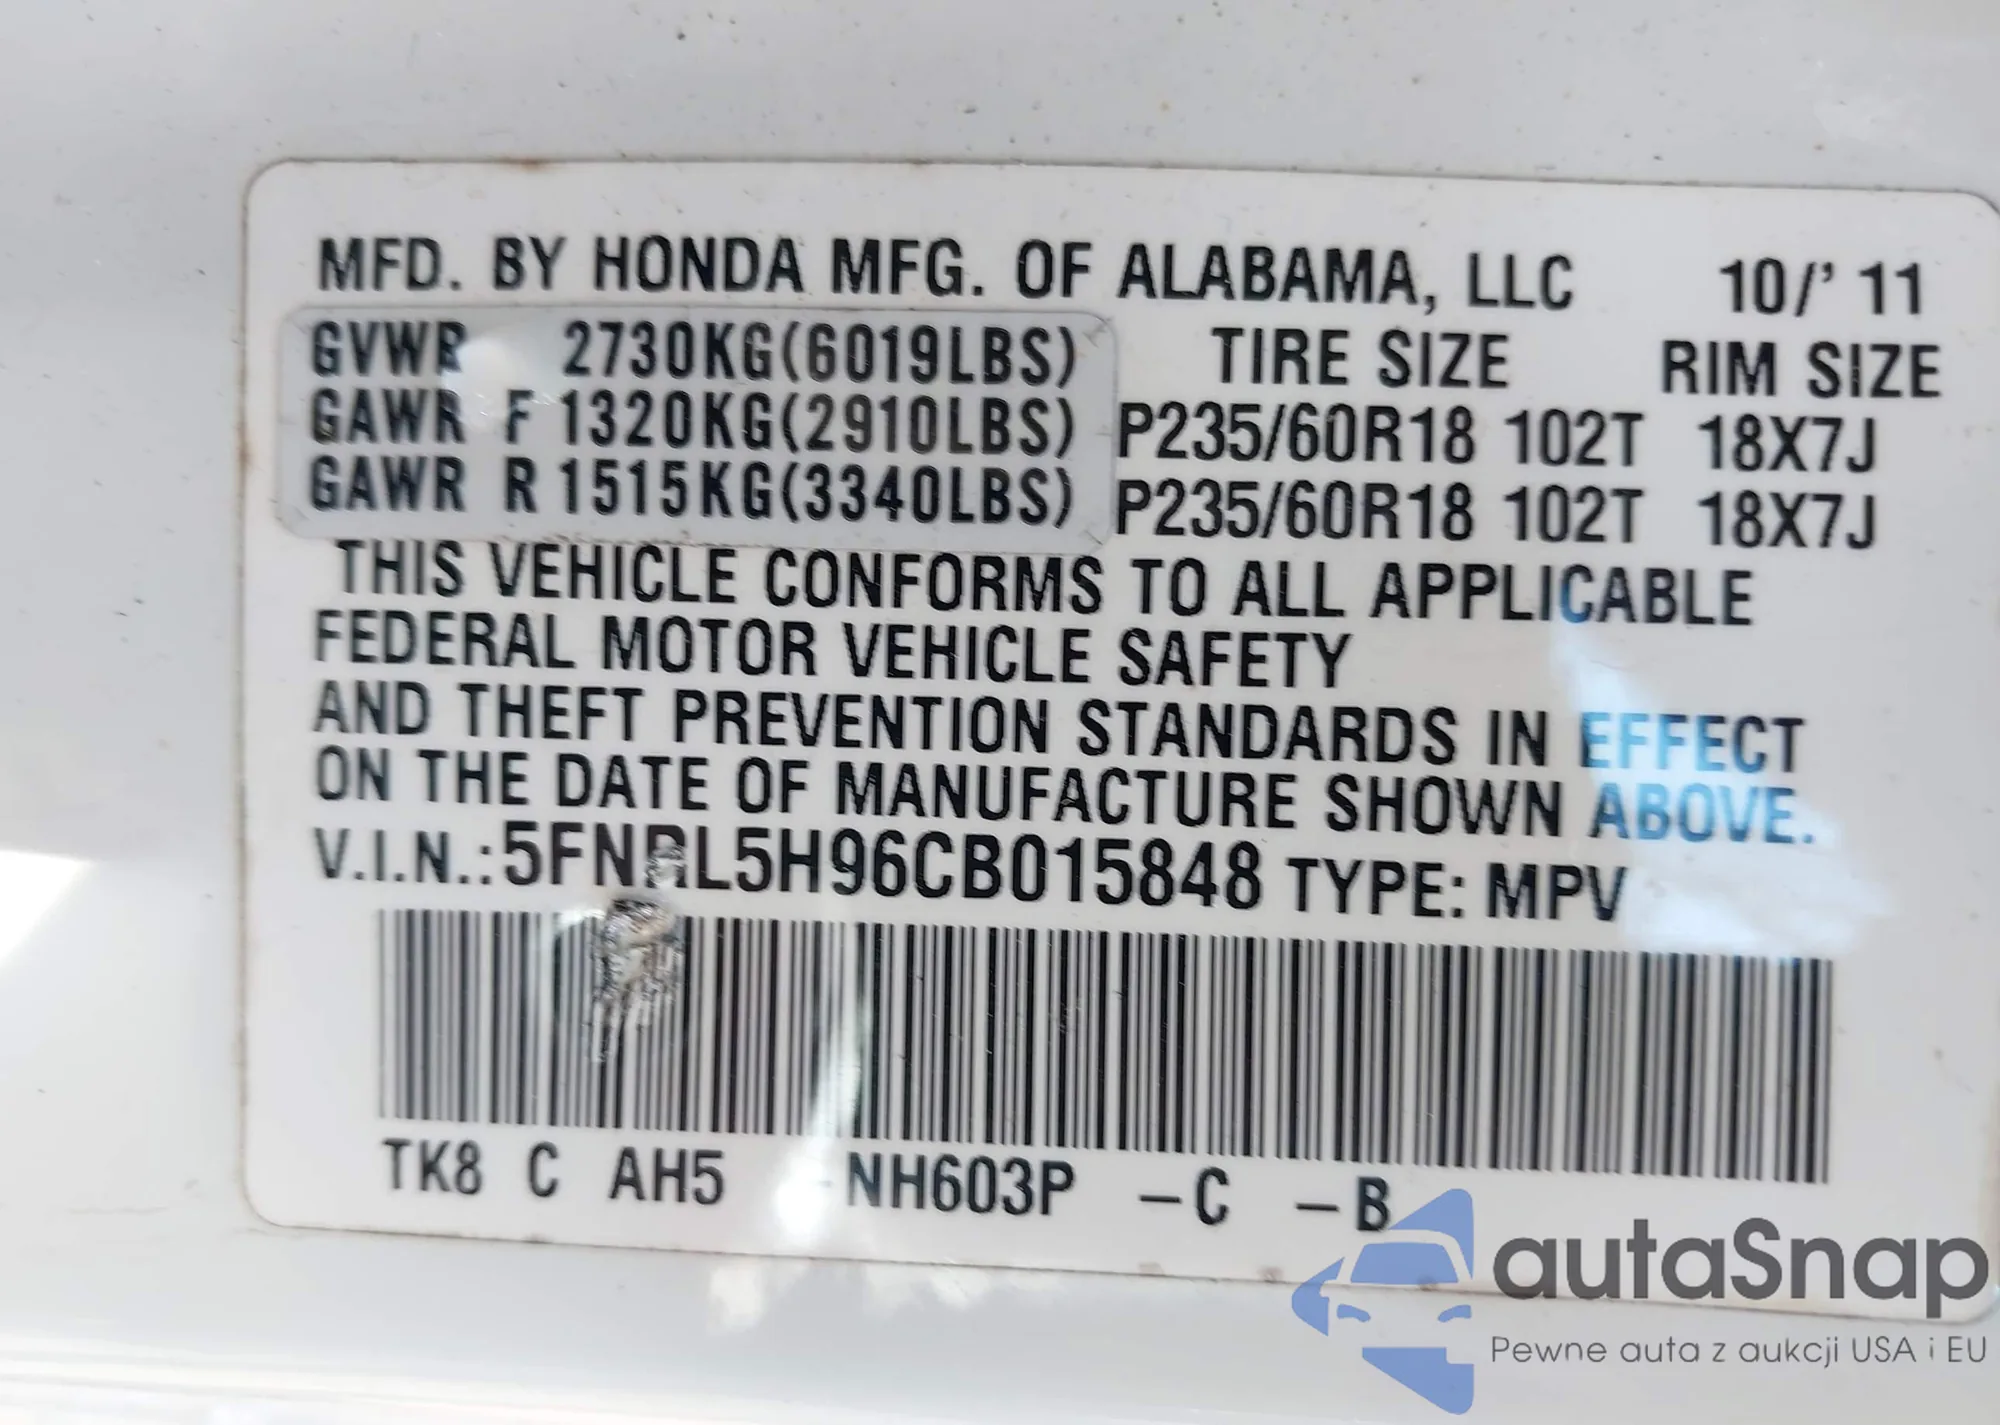 MFD. BY HONDA MFG. OF ALABAMA, LLC 10/' 11
GVWR 2730KG(6019LBS) TIRE SIZE RIM SIZE
GAWR F 1320KG(2910LBS) P235/60R18 102T 18X7J
GAWR R 1515KG(3340LBS) P235/60R18 102T 18X7J
THIS VEHICLE CONFORMS TO ALL APPLICABLE
FEDERAL MOTOR VEHICLE SAFETY
AND THEFT PREVENTION STANDARDS IN EFFECT
ON THE DATE OF MANUFACTURE SHOWN ABOVE.
V.I.N.: 5FNRL5H96CB015848 TYPE: MPV
TK8 C AH5 -NH603P -C -B
autaSnap
Pewne auta z aukcji USA i EU